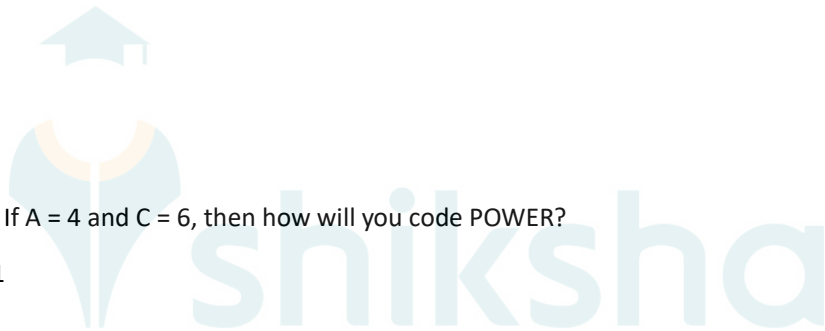 If A = 4 and C = 6, then how will you code POWER?
shiksha